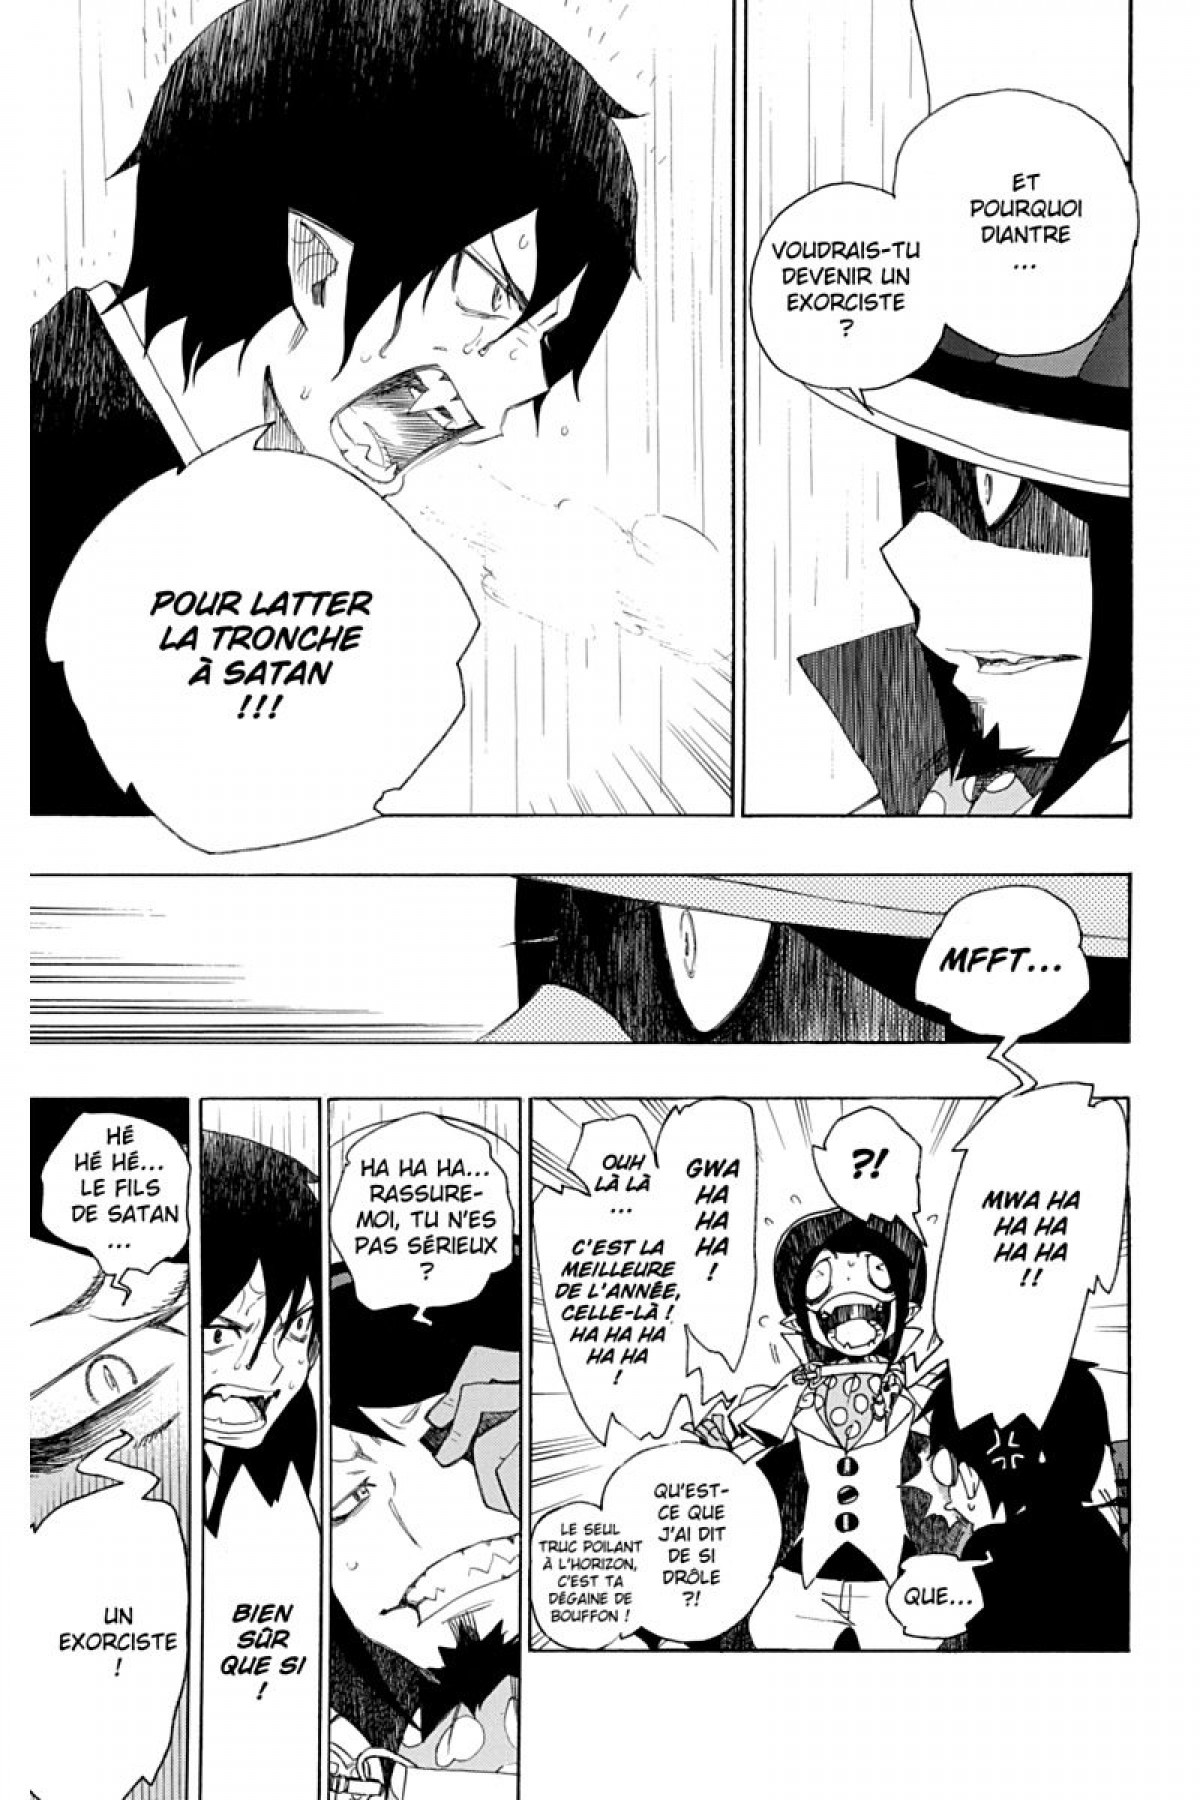 ET
POURQUOI
DIANTRE
...
VOUDRAIS-TU
DEVENIR UN
EXORCISTE
?
POUR LATTER
LA TRONCHE
À SATAN
!!!
MFFT...
MWA HA
HA HA
HA HA
!!
?!
GWA
HA
HA
HA
!
OUH
LÀ LÀ
...
C'EST LA
MEILLEURE
DE L'ANNÉE,
CELLE-LÀ !
HA HA HA
HA HA
!
QUE...
QU'EST-
CE QUE
J'AI DIT
DE SI
DRÔLE
?!
LE SEUL
TRUC POILANT
À L'HORIZON,
C'EST TA
DÉGAINE DE
BOUFFON !
HA HA HA...
RASSURE-
MOI, TU N'ES
PAS SÉRIEUX
?
BIEN
SÛR
QUE SI
!
HÉ
HÉ HÉ...
LE FILS
DE SATAN
...
UN
EXORCISTE
!